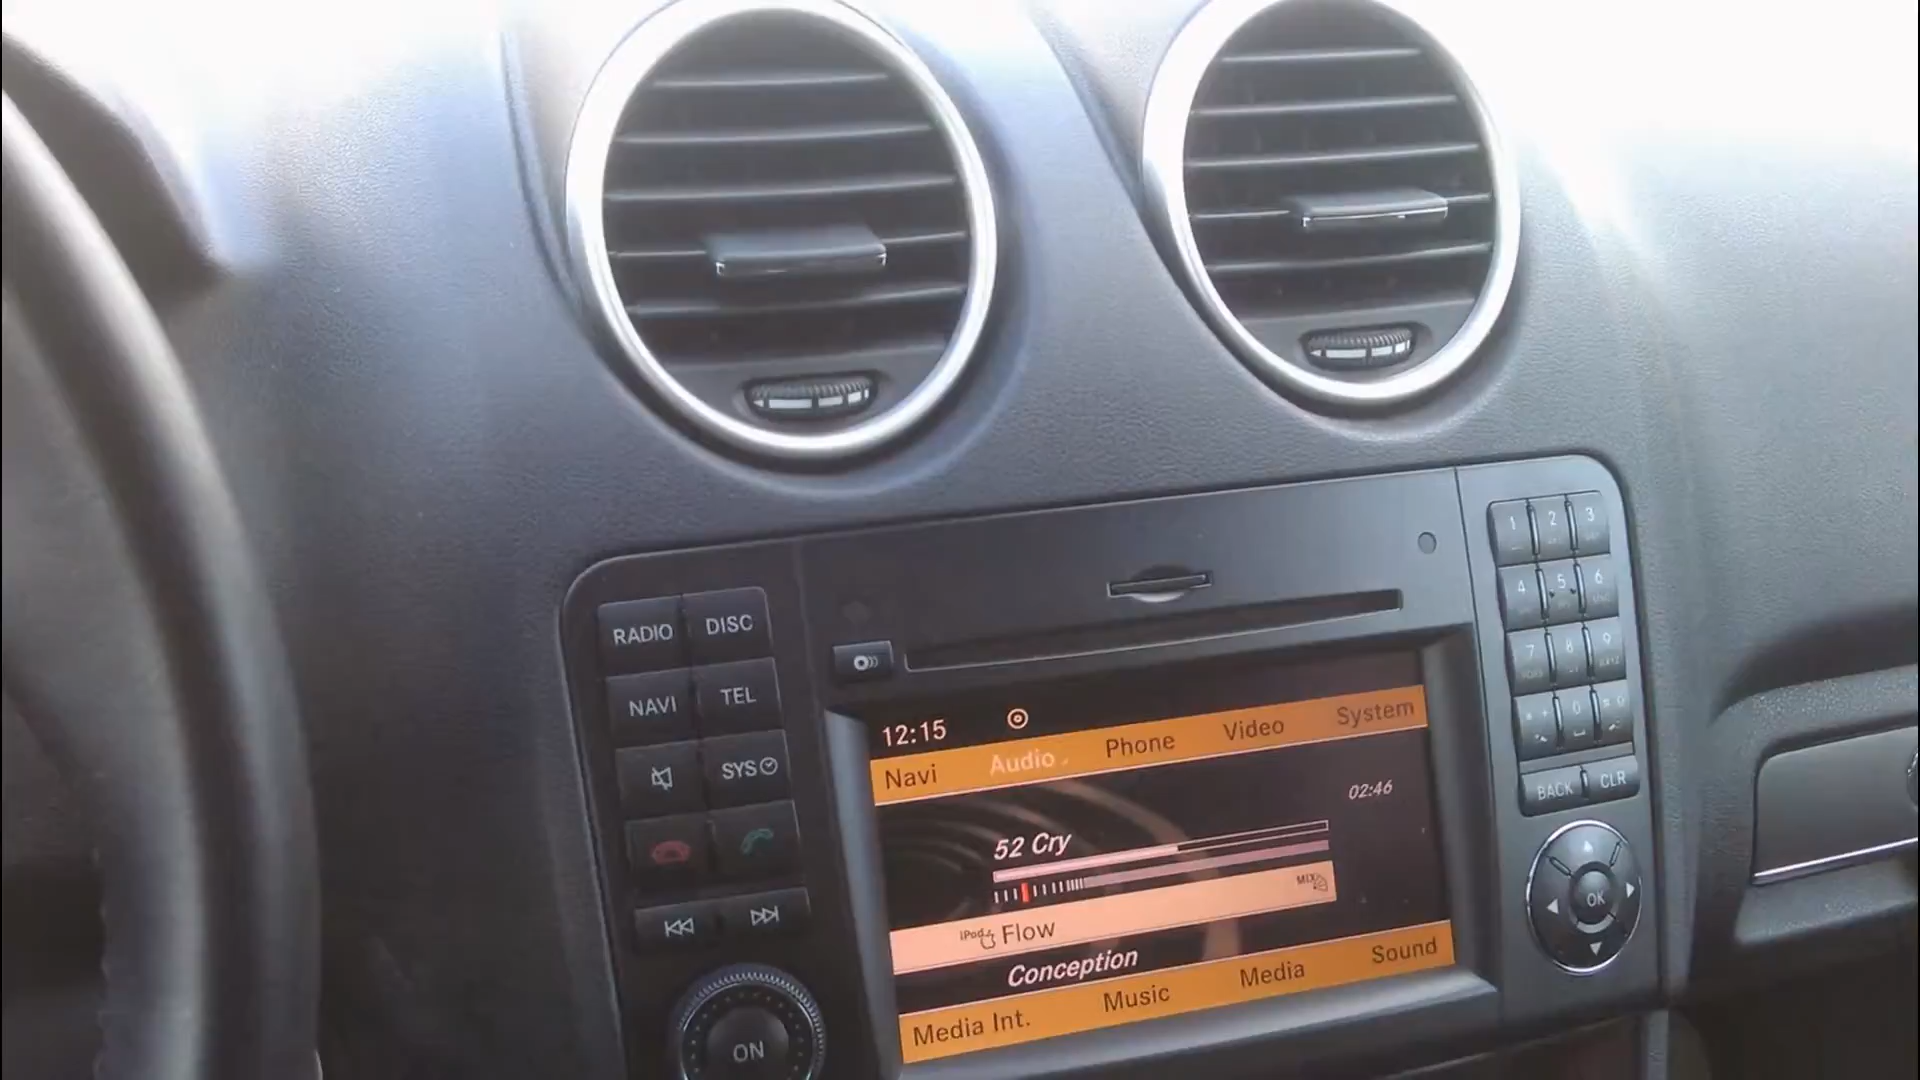 RADIO DISC
NAVI TEL
SYS
ON
12:15
Navi Audio Phone Video System
02:46
52 Cry
MIX
iPod Flow
Conception
Media Int. Music Media Sound
1 2 3
4 5 6
7 8 9
* + 0
BACK CLR
OK